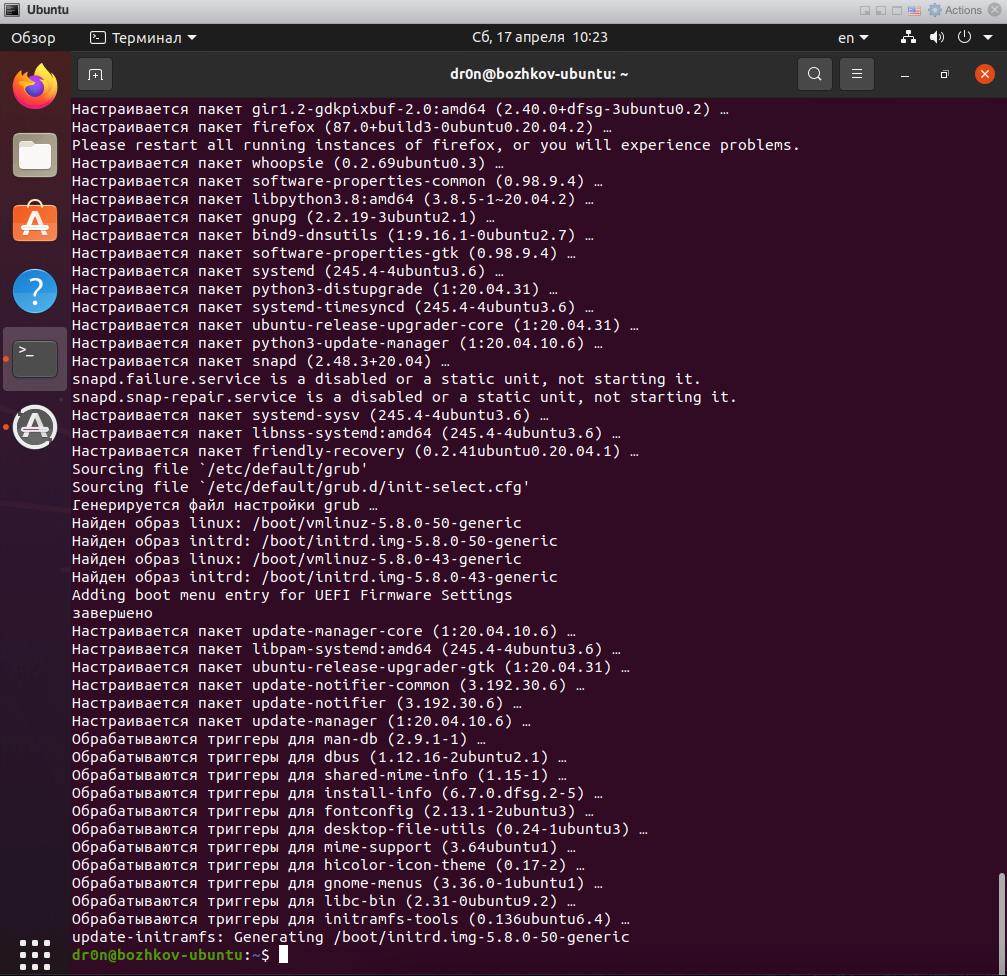 Ubuntu
Actions
Обзор
Терминал
Сб, 17 апреля 10:23
en
dr0n@bozhkov-ubuntu: ~
Настраивается пакет gir1.2-gdkpixbuf-2.0:amd64 (2.40.0+dfsg-3ubuntu0.2) …
Настраивается пакет firefox (87.0+build3-0ubuntu0.20.04.2) …
Please restart all running instances of firefox, or you will experience problems.
Настраивается пакет whoopsie (0.2.69ubuntu0.3) …
Настраивается пакет software-properties-common (0.98.9.4) …
Настраивается пакет libpython3.8:amd64 (3.8.5-1~20.04.2) …
Настраивается пакет gnupg (2.2.19-3ubuntu2.1) …
Настраивается пакет bind9-dnsutils (1:9.16.1-0ubuntu2.7) …
Настраивается пакет software-properties-gtk (0.98.9.4) …
Настраивается пакет systemd (245.4-4ubuntu3.6) …
Настраивается пакет python3-distupgrade (1:20.04.31) …
Настраивается пакет systemd-timesyncd (245.4-4ubuntu3.6) …
Настраивается пакет ubuntu-release-upgrader-core (1:20.04.31) …
Настраивается пакет python3-update-manager (1:20.04.10.6) …
Настраивается пакет snapd (2.48.3+20.04) …
snapd.failure.service is a disabled or a static unit, not starting it.
snapd.snap-repair.service is a disabled or a static unit, not starting it.
Настраивается пакет systemd-sysv (245.4-4ubuntu3.6) …
Настраивается пакет libnss-systemd:amd64 (245.4-4ubuntu3.6) …
Настраивается пакет friendly-recovery (0.2.41ubuntu0.20.04.1) …
Sourcing file `/etc/default/grub'
Sourcing file `/etc/default/grub.d/init-select.cfg'
Генерируется файл настройки grub …
Найден образ linux: /boot/vmlinuz-5.8.0-50-generic
Найден образ initrd: /boot/initrd.img-5.8.0-50-generic
Найден образ linux: /boot/vmlinuz-5.8.0-43-generic
Найден образ initrd: /boot/initrd.img-5.8.0-43-generic
Adding boot menu entry for UEFI Firmware Settings
завершено
Настраивается пакет update-manager-core (1:20.04.10.6) …
Настраивается пакет libpam-systemd:amd64 (245.4-4ubuntu3.6) …
Настраивается пакет ubuntu-release-upgrader-gtk (1:20.04.31) …
Настраивается пакет update-notifier-common (3.192.30.6) …
Настраивается пакет update-notifier (3.192.30.6) …
Настраивается пакет update-manager (1:20.04.10.6) …
Обрабатываются триггеры для man-db (2.9.1-1) …
Обрабатываются триггеры для dbus (1.12.16-2ubuntu2.1) …
Обрабатываются триггеры для shared-mime-info (1.15-1) …
Обрабатываются триггеры для install-info (6.7.0.dfsg.2-5) …
Обрабатываются триггеры для fontconfig (2.13.1-2ubuntu3) …
Обрабатываются триггеры для desktop-file-utils (0.24-1ubuntu3) …
Обрабатываются триггеры для mime-support (3.64ubuntu1) …
Обрабатываются триггеры для hicolor-icon-theme (0.17-2) …
Обрабатываются триггеры для gnome-menus (3.36.0-1ubuntu1) …
Обрабатываются триггеры для libc-bin (2.31-0ubuntu9.2) …
Обрабатываются триггеры для initramfs-tools (0.136ubuntu6.4) …
update-initramfs: Generating /boot/initrd.img-5.8.0-50-generic
dr0n@bozhkov-ubuntu:~$